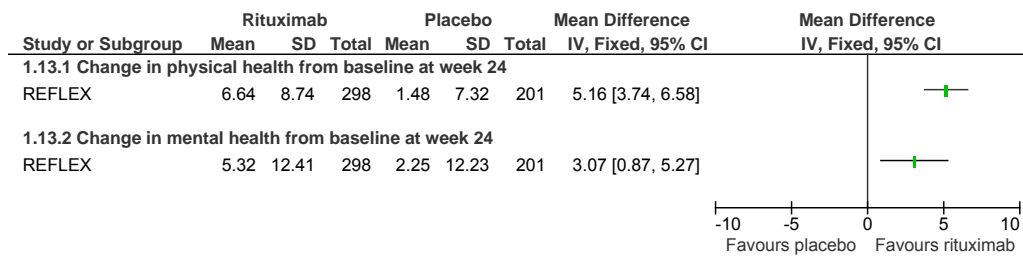 Rituximab Placebo Mean Difference Mean Difference
Study or Subgroup Mean SD Total Mean SD Total IV, Fixed, 95% CI IV, Fixed, 95% CI
1.13.1 Change in physical health from baseline at week 24
REFLEX 6.64 8.74 298 1.48 7.32 201 5.16 [3.74, 6.58]
1.13.2 Change in mental health from baseline at week 24
REFLEX 5.32 12.41 298 2.25 12.23 201 3.07 [0.87, 5.27]
-10 -5 0 5 10
Favours placebo Favours rituximab